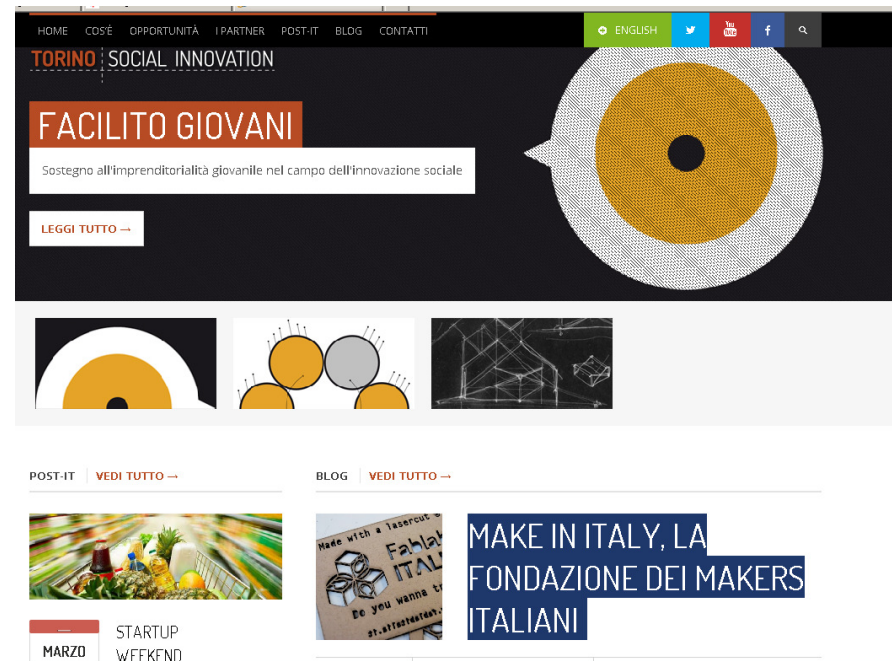 HOME COS'È OPPORTUNITÀ I PARTNER POST-IT BLOG CONTATTI ENGLISH
TORINO SOCIAL INNOVATION
FACILITO GIOVANI
Sostegno all'imprenditorialità giovanile nel campo dell'innovazione sociale
LEGGI TUTTO →
POST-IT VEDI TUTTO →
BLOG VEDI TUTTO →
Made with a lasercut
Fablab
ITAL
Do you wanna
MAKE IN ITALY, LA
FONDAZIONE DEI MAKERS
ITALIANI
MARZO
STARTUP
WEEKEND